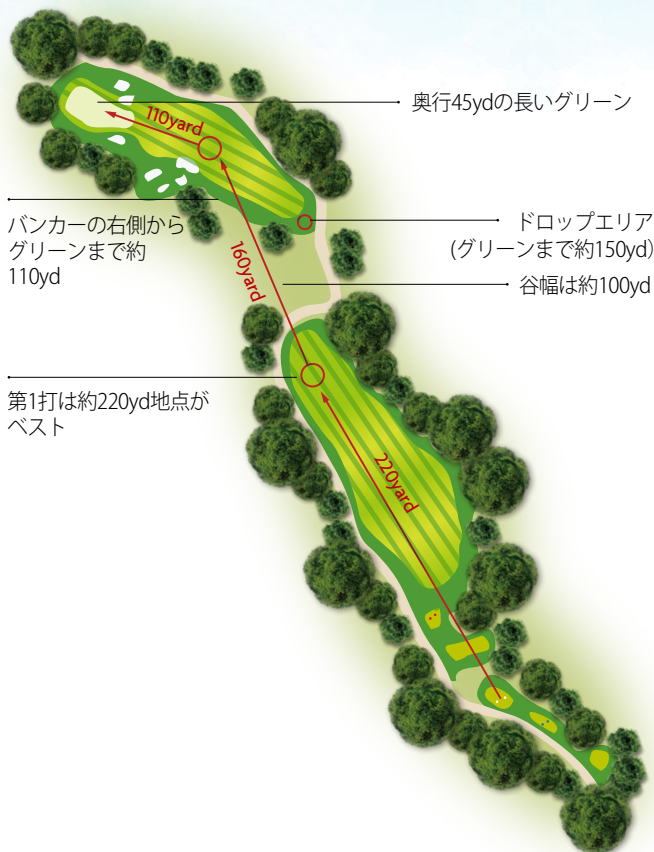 奥行45ydの長いグリーン
110yard
バンカーの右側から
グリーンまで約
110yd
ドロップエリア
(グリーンまで約150yd)
160yard
谷幅は約100yd
第1打は約220yd地点が
ベスト
220yard